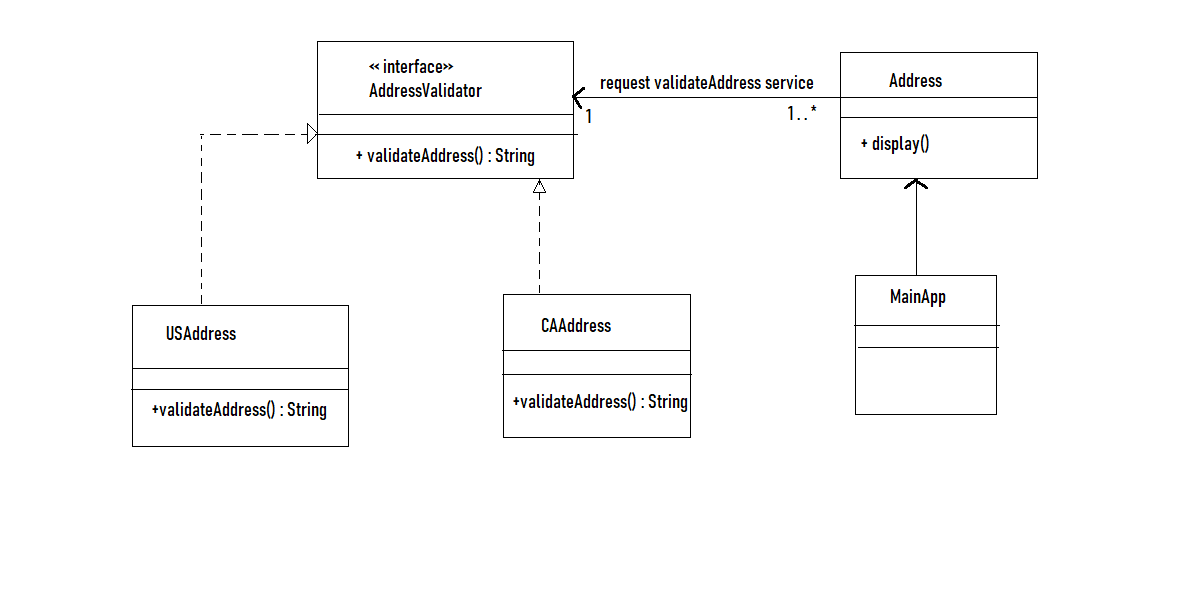 << interface>>
AddressValidator
+ validateAddress() : String
request validateAddress service
1
1..*
Address
+ display()
USAddress
+validateAddress() : String
CAAddress
+validateAddress() : String
MainApp